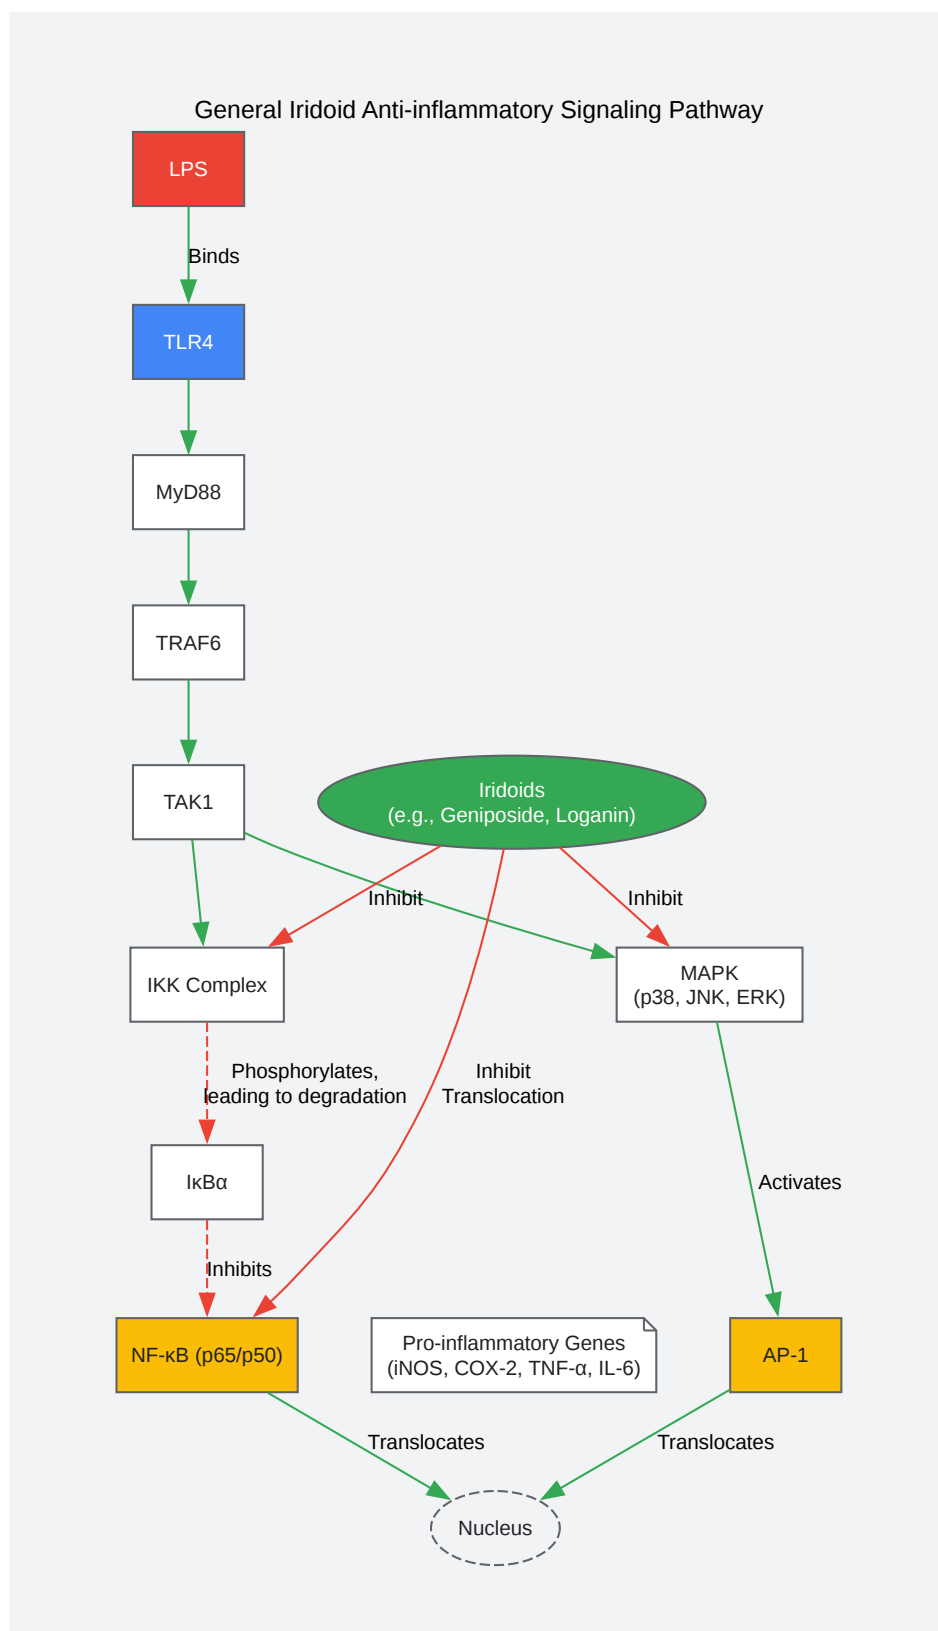 General Iridoid Anti-inflammatory Signaling Pathway
LPS
Binds
TLR4
MyD88
TRAF6
TAK1
Iridoids
(e.g., Geniposide, Loganin)
Inhibit
Inhibit
IKK Complex
MAPK
(p38, JNK, ERK)
Phosphorylates,
leading to degradation
Inhibit
Translocation
IκBα
Activates
Inhibits
NF-κB (p65/p50)
Pro-inflammatory Genes
(iNOS, COX-2, TNF-α, IL-6)
AP-1
Translocates
Translocates
Nucleus